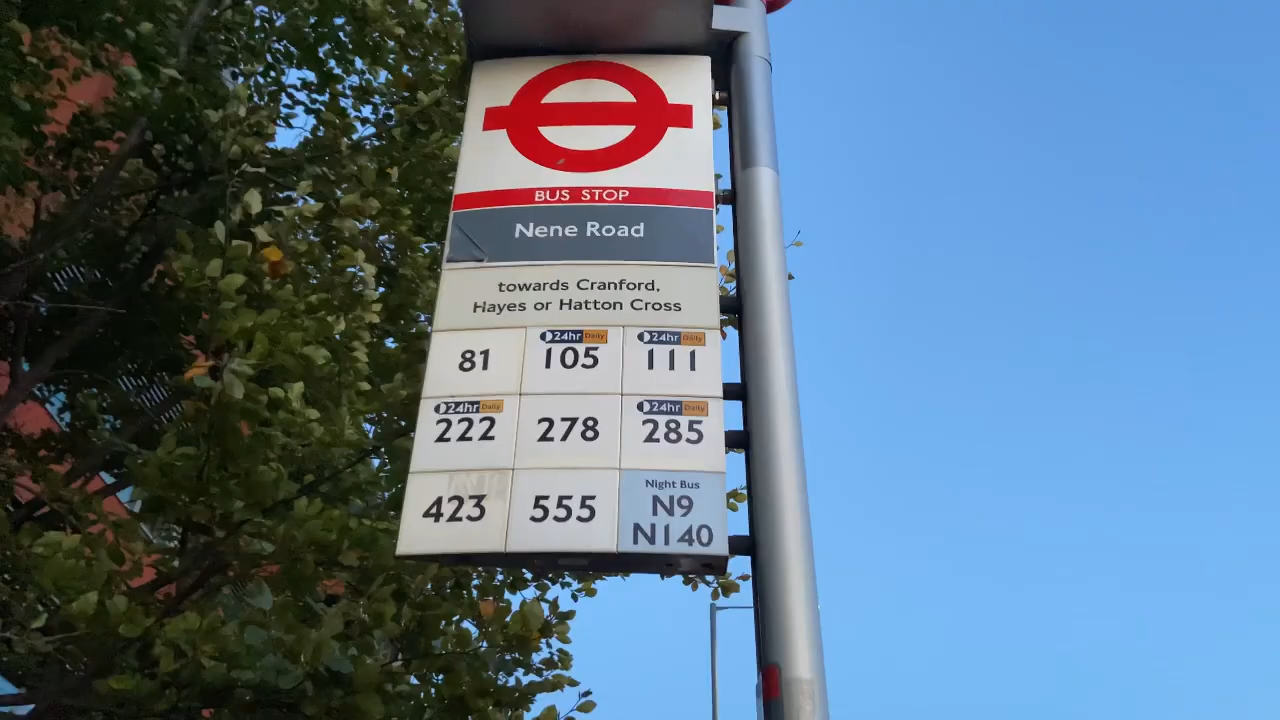 BUS STOP
Nene Road
towards Cranford,
Hayes or Hatton Cross
81
24hr Daily
105
24hr Daily
111
24hr Daily
222
278
24hr Daily
285
423
555
Night Bus
N9
N140